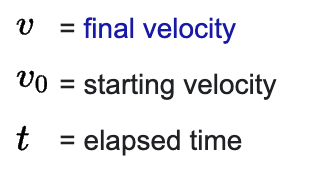 v = final velocity
v₀ = starting velocity
t = elapsed time